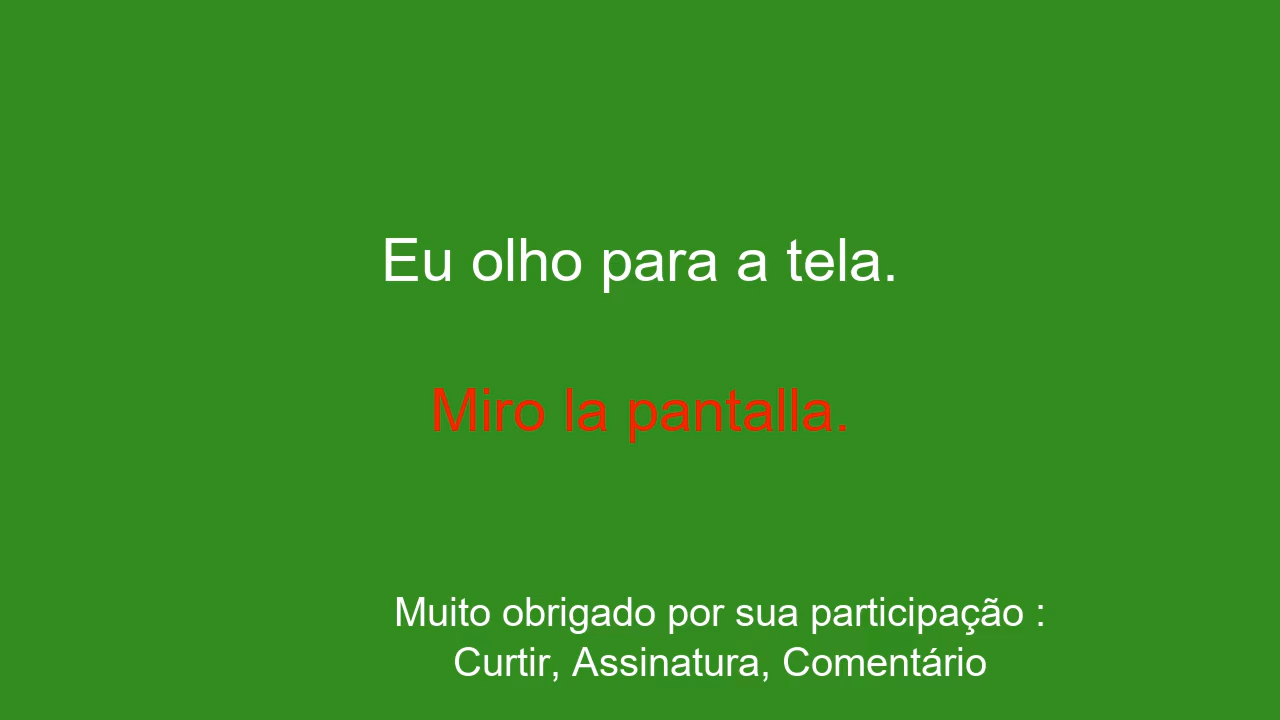 Eu olho para a tela.
Miro la pantalla.
Muito obrigado por sua participação :
Curtir, Assinatura, Comentário